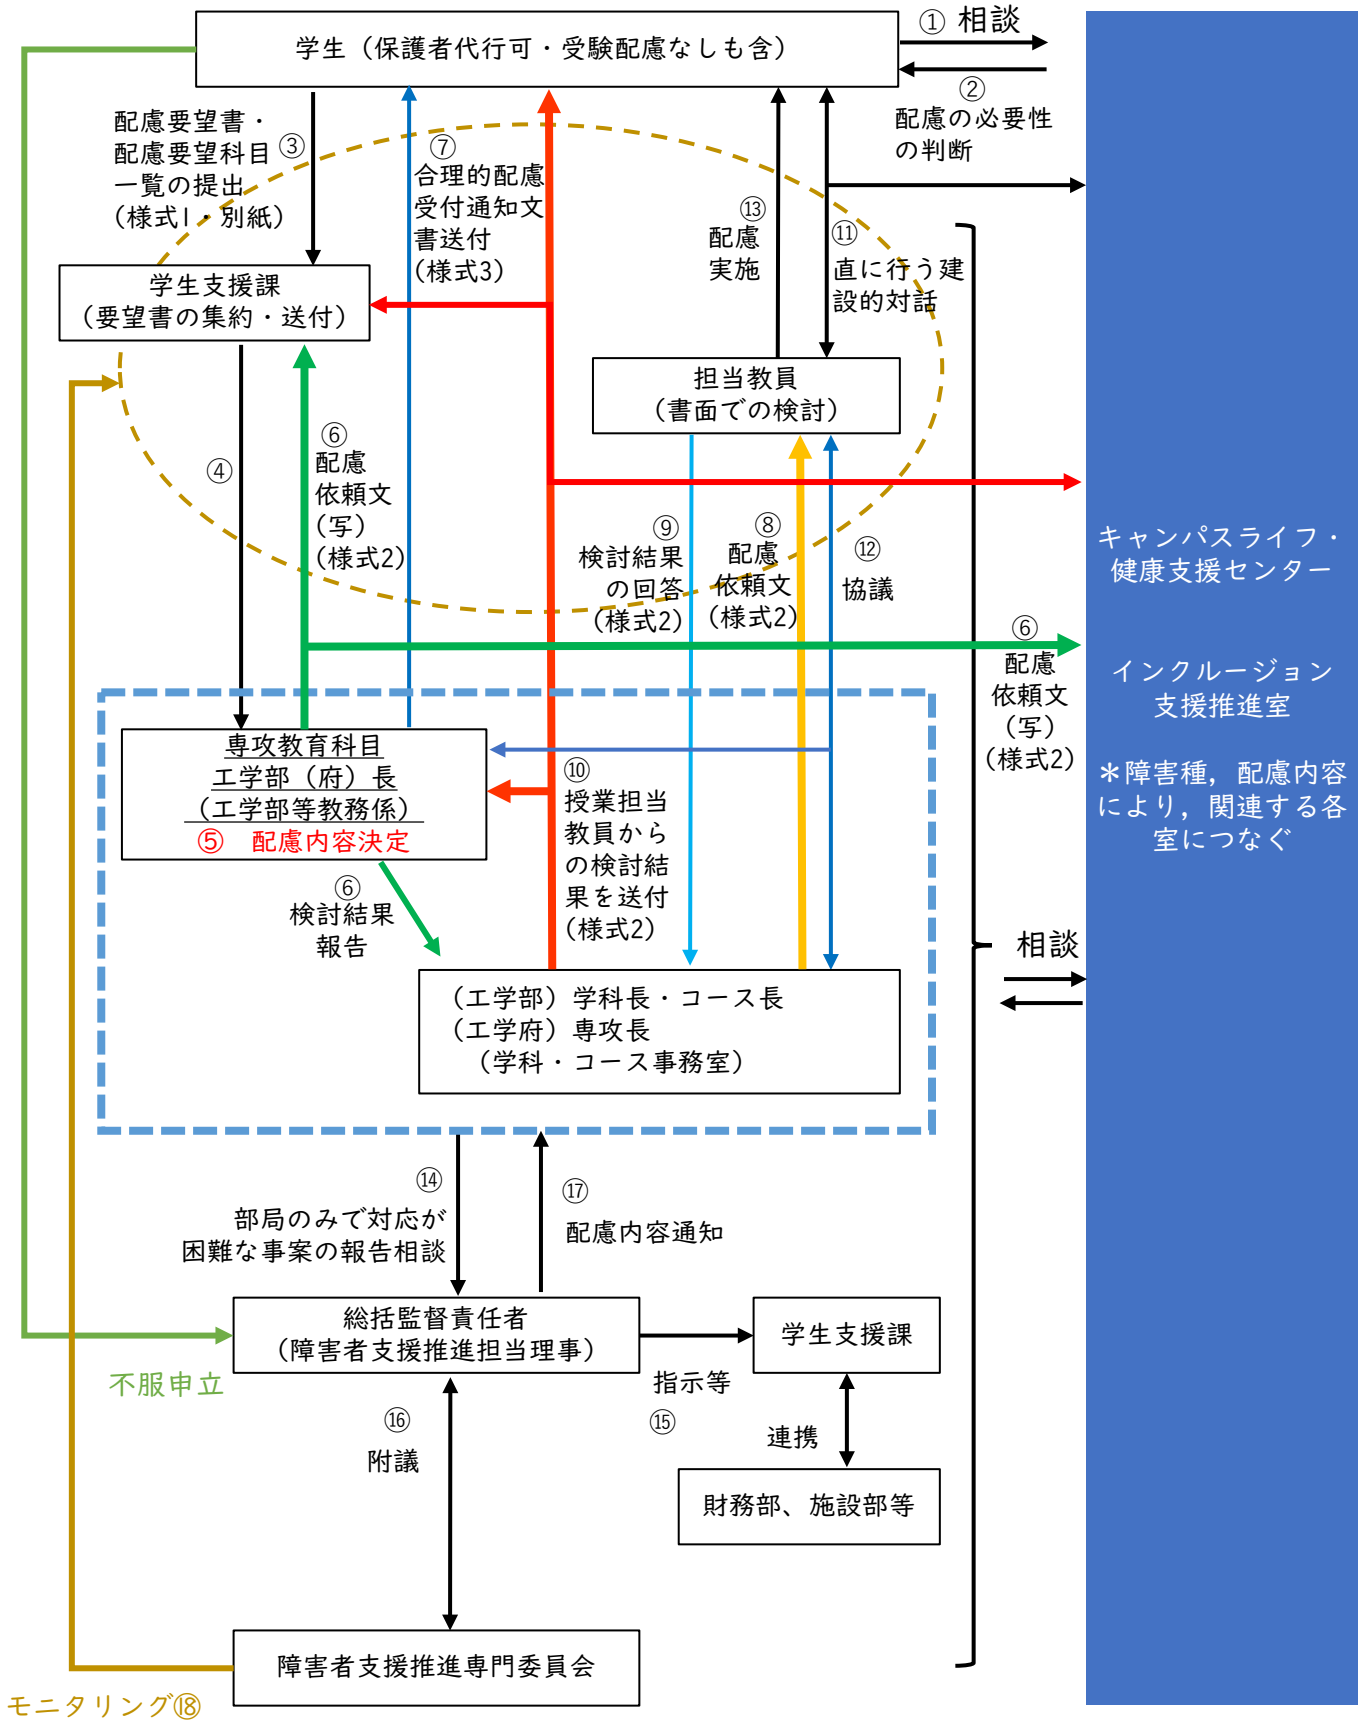 学生（保護者代行可・受験配慮なしも含）
① 相談
②
配慮の必要性
の判断
配慮要望書・
配慮要望科目
一覧の提出
(様式1・別紙)
③
⑦
合理的配慮
受付通知文
書送付
(様式3)
⑬
配慮
実施
⑪
直に行う建
設的対話
学生支援課
（要望書の集約・送付）
担当教員
（書面での検討）
④
⑥
配慮
依頼文
（写）
(様式2)
⑨
検討結果
の回答
(様式2)
⑧
配慮
依頼文
(様式2)
⑫
協議
キャンパスライフ・
健康支援センター
インクルージョン
支援推進室
＊障害種，配慮内容
により，関連する各
室につなぐ
⑥
配慮
依頼文
（写）
(様式2)
専攻教育科目
工学部（府）長
（工学部等教務係）
⑤ 配慮内容決定
⑩
授業担当
教員から
の検討結
果を送付
(様式2)
⑥
検討結果
報告
相談
（工学部）学科長・コース長
（工学府）専攻長
（学科・コース事務室）
⑭
部局のみで対応が
困難な事案の報告相談
⑰
配慮内容通知
総括監督責任者
（障害者支援推進担当理事）
学生支援課
不服申立
指示等
⑮
⑯
附議
連携
財務部、施設部等
障害者支援推進専門委員会
モニタリング⑱